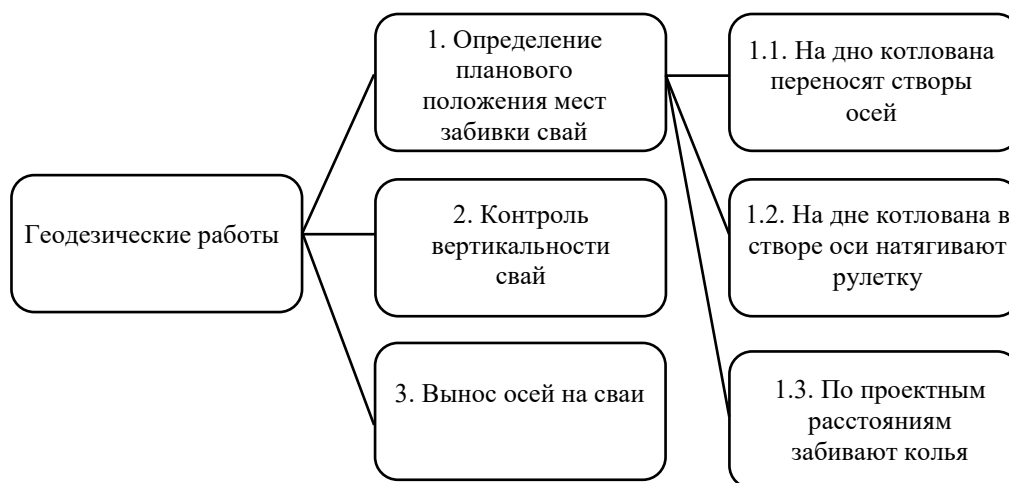 Геодезические работы
1. Определение
планового
положения мест
забивки свай
2. Контроль
вертикальности
свай
3. Вынос осей на сваи
1.1. На дно котлована
переносят створы
осей
1.2. На дне котлована в
створе оси натягивают
рулетку
1.3. По проектным
расстояниям
забивают колья